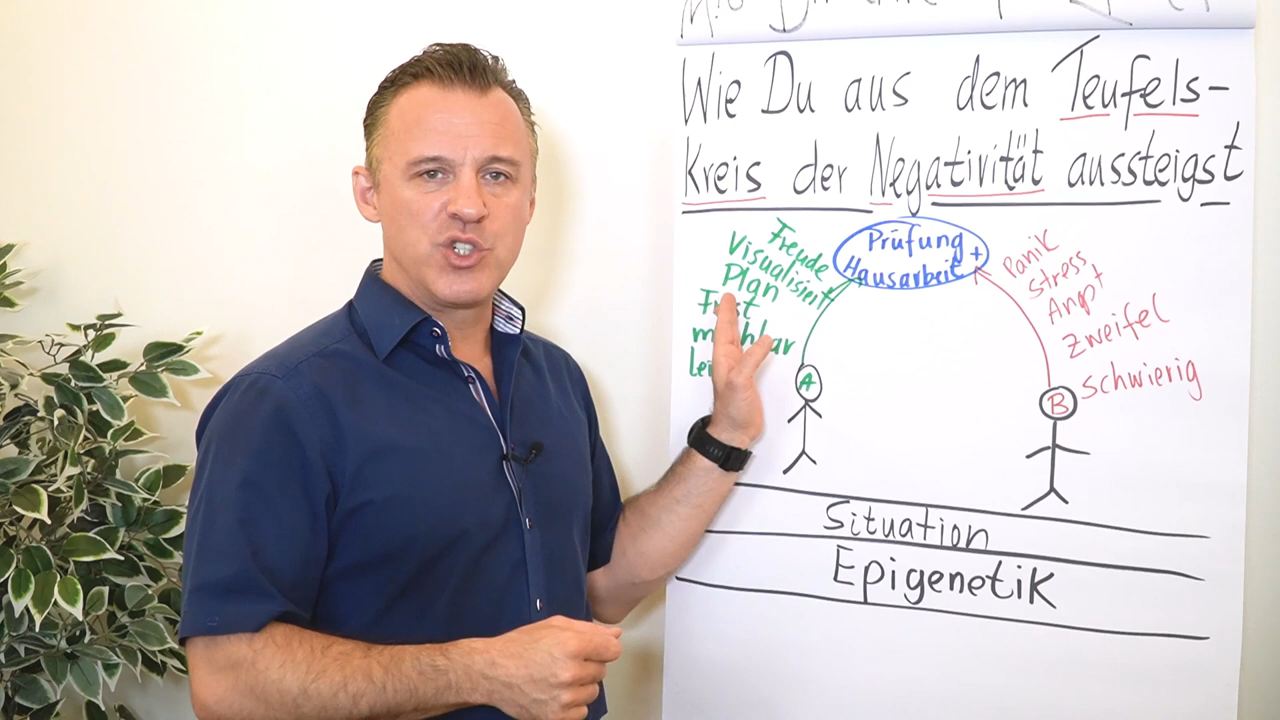 Wie Du aus dem Teufels-
Kreis der Negativität aussteigst
Prüfung +
Hausarbeit
Freude
Visualisiert
Plan
Panik
Stress
Angst
Zweifel
schwierig
A
B
Situation
Epigenetik